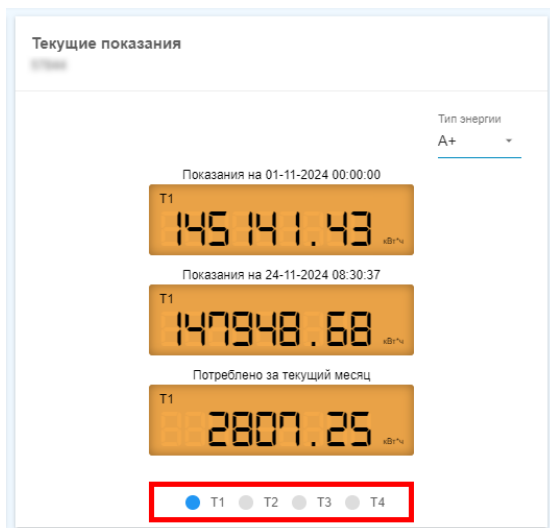 Текущие показания
Тип энергии
A+
Показания на 01-11-2024 00:00:00
T1
145141.43 кВт*ч
Показания на 24-11-2024 08:30:37
T1
147948.68 кВт*ч
Потреблено за текущий месяц
T1
2807.25 кВт*ч
T1 T2 T3 T4